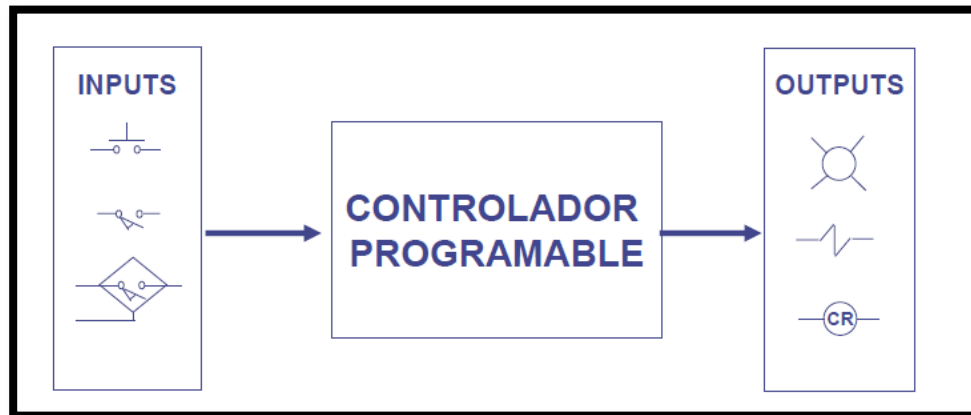 INPUTS
CONTROLADOR
PROGRAMABLE
OUTPUTS
CR